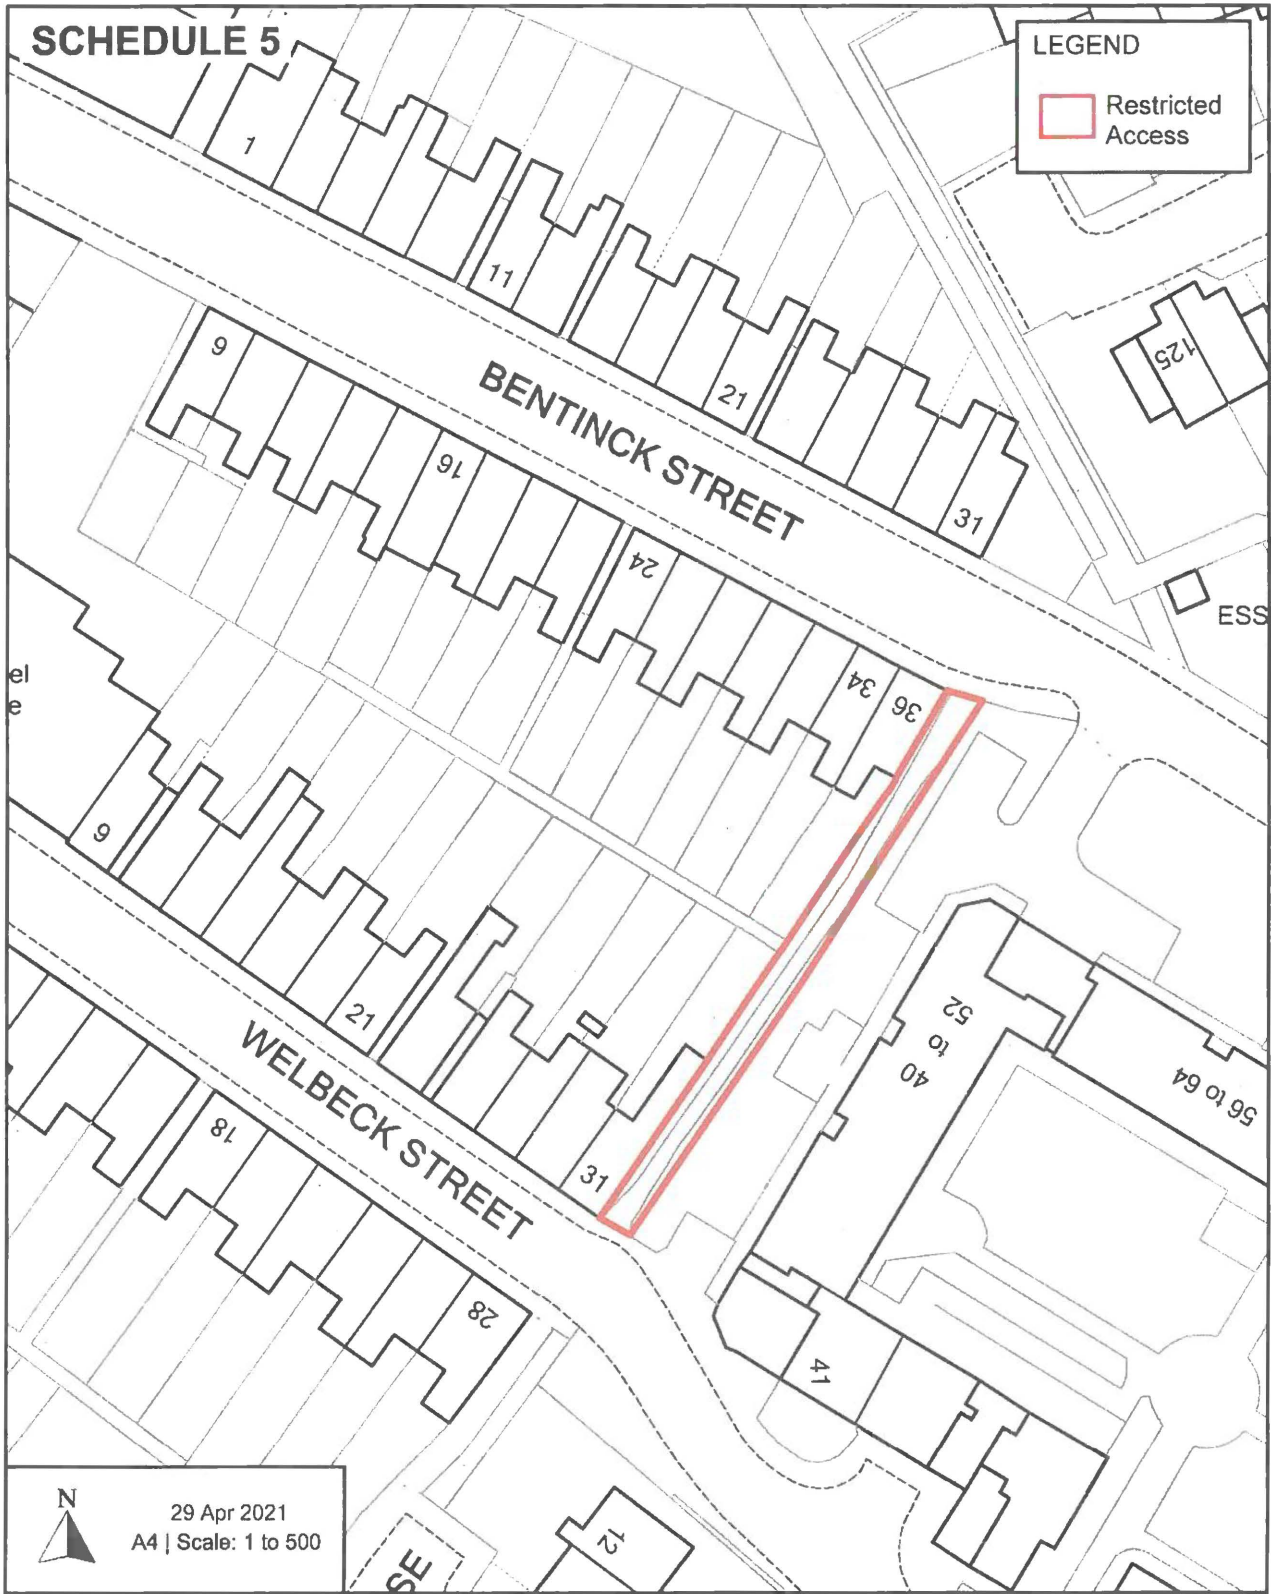 SCHEDULE 5
LEGEND
Restricted
Access
1
11
21
31
125
ESS
BENTINCK STREET
9
16
24
34
36
el
e
9
21
31
WELBECK STREET
18
28
40
to
52
56 to 64
41
12
SE
N
29 Apr 2021
A4 | Scale: 1 to 500